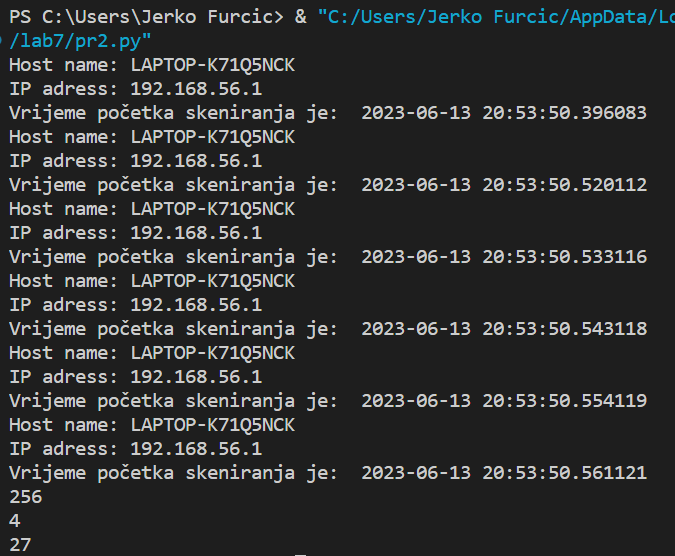 PS C:\Users\Jerko Furcic> & "C:/Users/Jerko Furcic/AppData/Lo
/lab7/pr2.py"
Host name: LAPTOP-K71Q5NCK
IP adress: 192.168.56.1
Vrijeme početka skeniranja je:  2023-06-13 20:53:50.396083
Host name: LAPTOP-K71Q5NCK
IP adress: 192.168.56.1
Vrijeme početka skeniranja je:  2023-06-13 20:53:50.520112
Host name: LAPTOP-K71Q5NCK
IP adress: 192.168.56.1
Vrijeme početka skeniranja je:  2023-06-13 20:53:50.533116
Host name: LAPTOP-K71Q5NCK
IP adress: 192.168.56.1
Vrijeme početka skeniranja je:  2023-06-13 20:53:50.543118
Host name: LAPTOP-K71Q5NCK
IP adress: 192.168.56.1
Vrijeme početka skeniranja je:  2023-06-13 20:53:50.554119
Host name: LAPTOP-K71Q5NCK
IP adress: 192.168.56.1
Vrijeme početka skeniranja je:  2023-06-13 20:53:50.561121
256
4
27